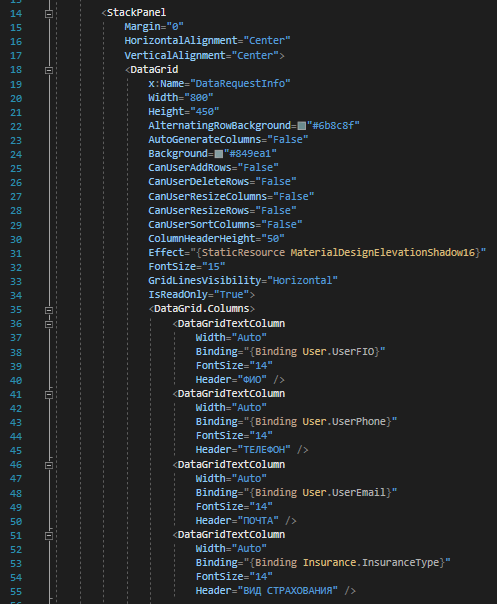 14 <StackPanel
15 Margin="0"
16 HorizontalAlignment="Center"
17 VerticalAlignment="Center">
18 <DataGrid
19 x:Name="DataRequestInfo"
20 Width="800"
21 Height="450"
22 AlternatingRowBackground="#6b8c8f"
23 AutoGenerateColumns="False"
24 Background="#849ea1"
25 CanUserAddRows="False"
26 CanUserDeleteRows="False"
27 CanUserResizeColumns="False"
28 CanUserResizeRows="False"
29 CanUserSortColumns="False"
30 ColumnHeaderHeight="50"
31 Effect="{StaticResource MaterialDesignElevationShadow16}"
32 FontSize="15"
33 GridLinesVisibility="Horizontal"
34 IsReadOnly="True">
35 <DataGrid.Columns>
36 <DataGridTextColumn
37 Width="Auto"
38 Binding="{Binding User.UserFIO}"
39 FontSize="14"
40 Header="ФИО" />
41 <DataGridTextColumn
42 Width="Auto"
43 Binding="{Binding User.UserPhone}"
44 FontSize="14"
45 Header="ТЕЛЕФОН" />
46 <DataGridTextColumn
47 Width="Auto"
48 Binding="{Binding User.UserEmail}"
49 FontSize="14"
50 Header="ПОЧТА" />
51 <DataGridTextColumn
52 Width="Auto"
53 Binding="{Binding Insurance.InsuranceType}"
54 FontSize="14"
55 Header="ВИД СТРАХОВАНИЯ" />